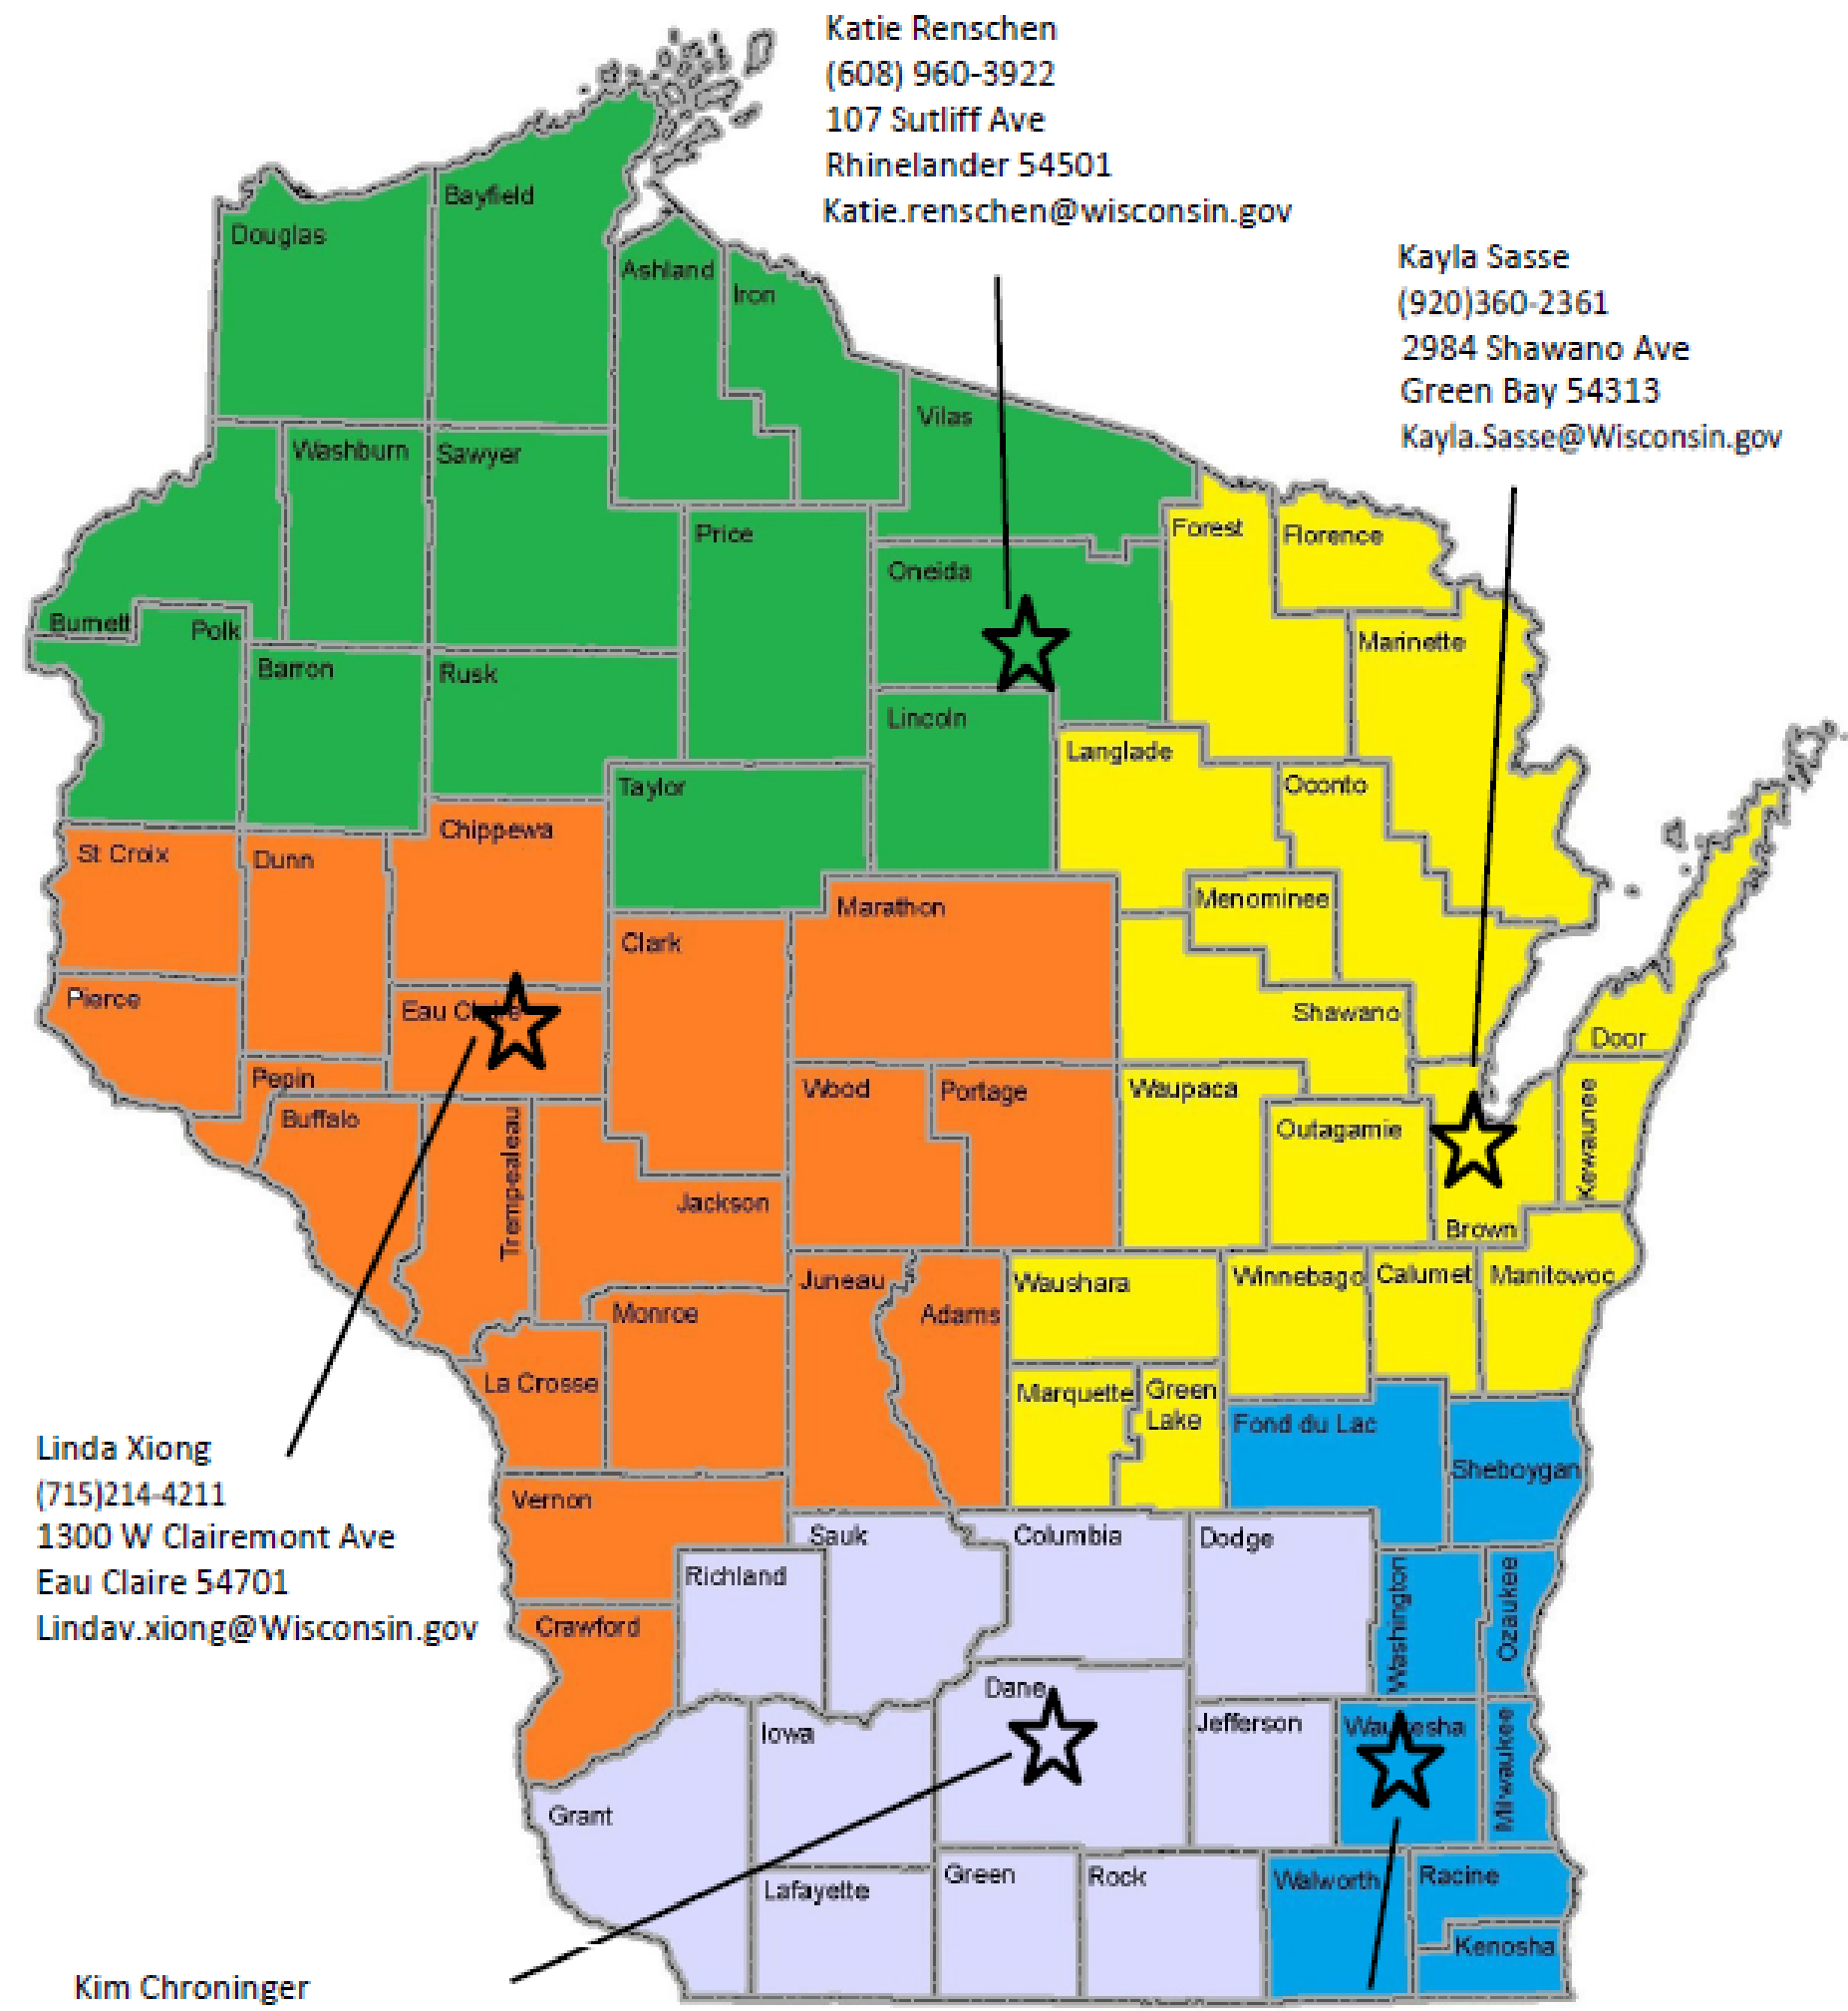 Katie Renschen
(608) 960-3922
107 Sutliff Ave
Rhinelander 54501
Katie.renschen@wisconsin.gov
Kayla Sasse
(920)360-2361
2984 Shawano Ave
Green Bay 54313
Kayla.Sasse@Wisconsin.gov
Bayfield
Douglas
Ashland
Iron
Vilas
Washburn
Sawyer
Price
Forest
Florence
Oneida
Burnett
Polk
Marinette
Barron
Rusk
Lincoln
Langlade
Taylor
Oconto
Chippewa
St Croix
Dunn
Menominee
Marathon
Clark
Pierce
Eau Claire
Shawano
Door
Pepin
Wood
Portage
Waupaca
Buffalo
Outagamie
Trempealeau
Kewaunee
Jackson
Brown
Juneau
Waushara
Winnebago
Calumet
Manitowoc
Monroe
Adams
La Crosse
Marquette
Green
Lake
Fond du Lac
Sheboygan
Linda Xiong
(715)214-4211
1300 W Clairemont Ave
Eau Claire 54701
Lindav.xiong@Wisconsin.gov
Vernon
Sauk
Columbia
Dodge
Richland
Washington
Ozaukee
Crawford
Dane
Iowa
Jefferson
Waukesha
Milwaukee
Grant
Green
Rock
Walworth
Racine
Lafayette
Kenosha
Kim Chroninger